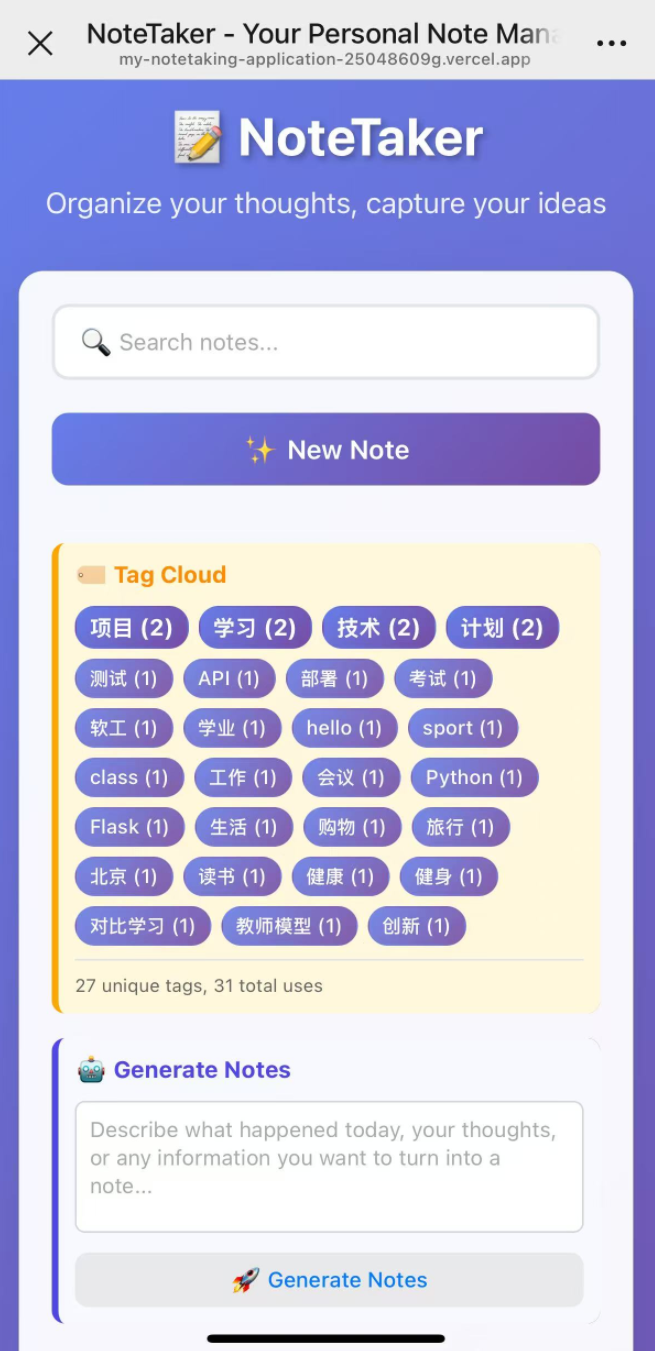 NoteTaker - Your Personal Note Mana
my-notetaking-application-25048609g.vercel.app
NoteTaker
Organize your thoughts, capture your ideas
Search notes...
New Note
Tag Cloud
项目 (2) 学习 (2) 技术 (2) 计划 (2)
测试 (1) API (1) 部署 (1) 考试 (1)
软工 (1) 学业 (1) hello (1) sport (1)
class (1) 工作 (1) 会议 (1) Python (1)
Flask (1) 生活 (1) 购物 (1) 旅行 (1)
北京 (1) 读书 (1) 健康 (1) 健身 (1)
对比学习 (1) 教师模型 (1) 创新 (1)
27 unique tags, 31 total uses
Generate Notes
Describe what happened today, your thoughts,
or any information you want to turn into a
note...
Generate Notes